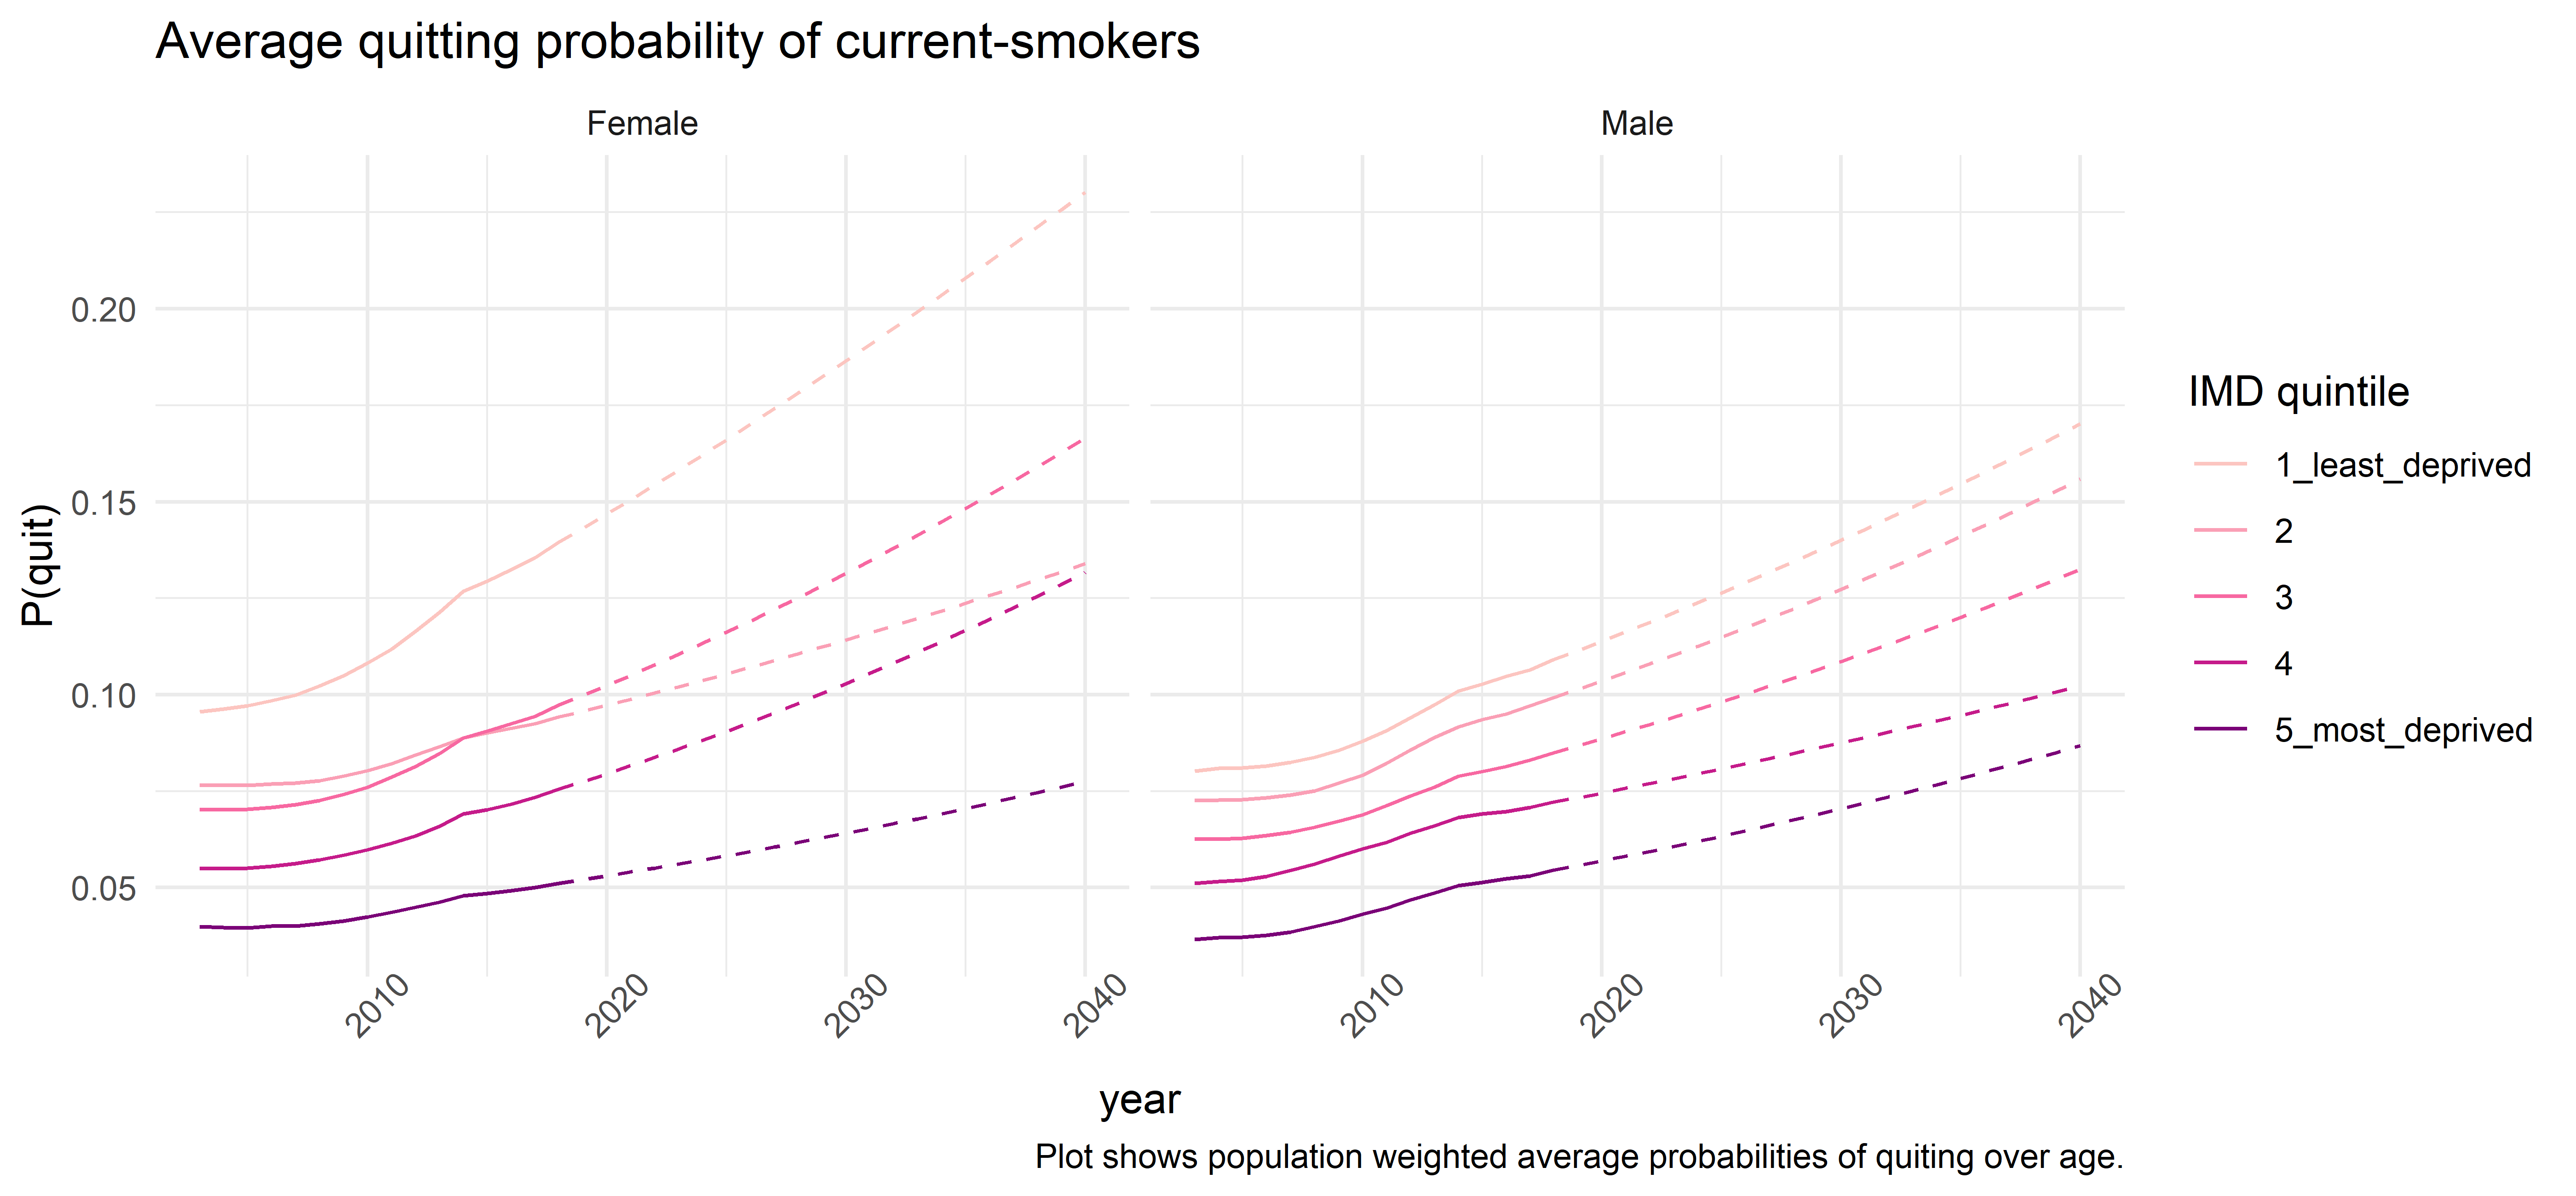 Average quitting probability of current-smokers
Female
Male
P(quit)
0.20
0.15
0.10
0.05
2010
2020
2030
2040
2010
2020
2030
2040
year
IMD quintile
1_least_deprived
2
3
4
5_most_deprived
Plot shows population weighted average probabilities of quiting over age.